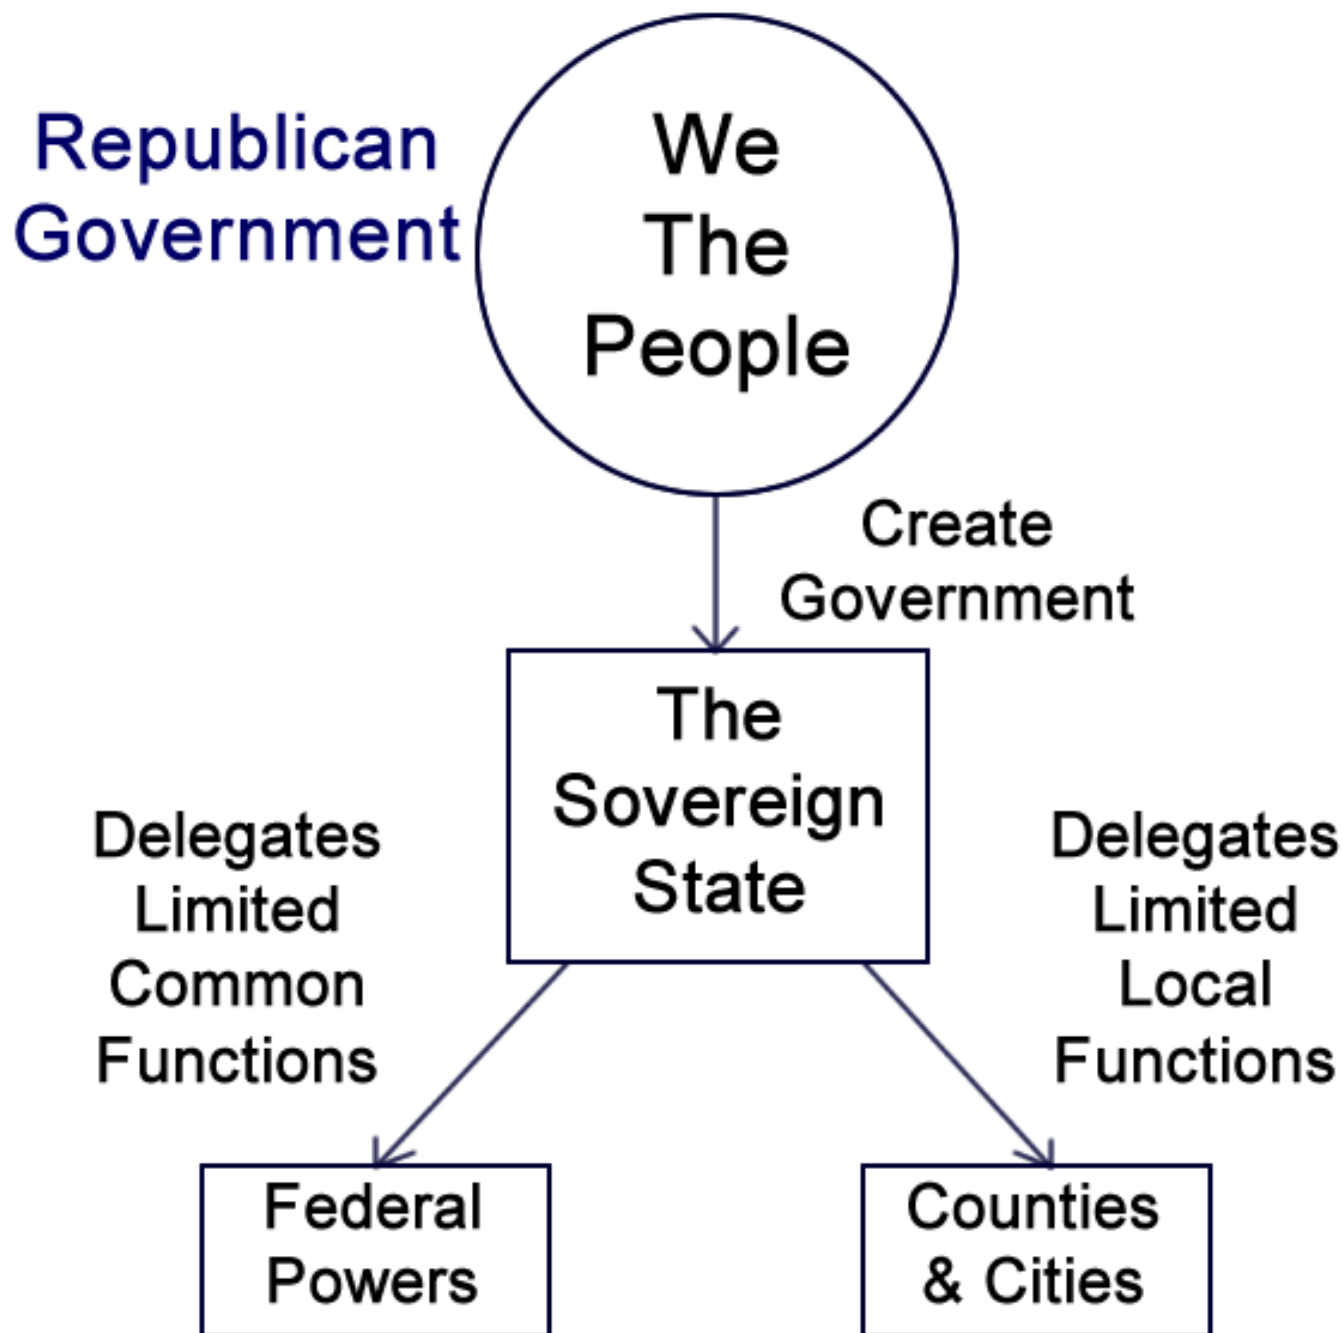 Republican
Government
We
The
People
Create
Government
The
Sovereign
State
Delegates
Limited
Common
Functions
Delegates
Limited
Local
Functions
Federal
Powers
Counties
& Cities